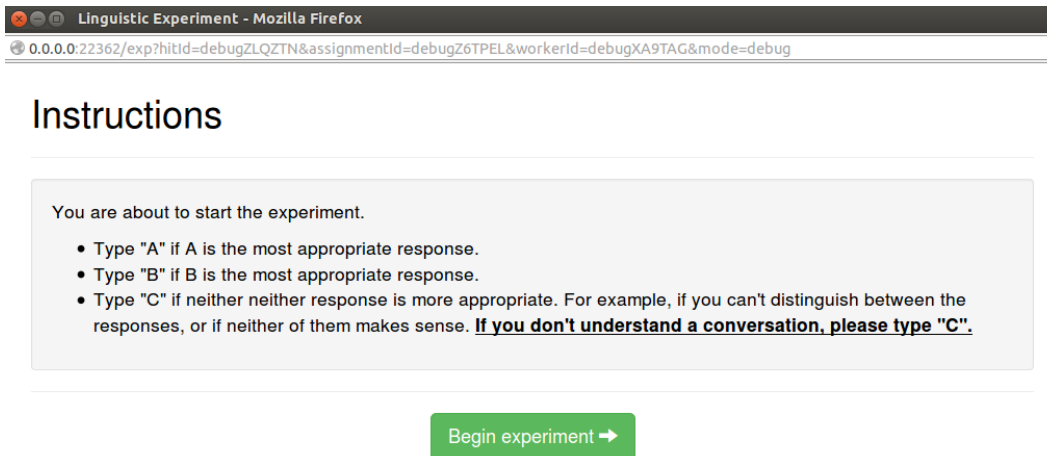 Linguistic Experiment - Mozilla Firefox
0.0.0.0:22362/exp?hitId=debugZLQZTN&assignmentId=debugZ6TPEL&workerId=debugXA9TAG&mode=debug
Instructions
You are about to start the experiment.
• Type "A" if A is the most appropriate response.
• Type "B" if B is the most appropriate response.
• Type "C" if neither neither response is more appropriate. For example, if you can't distinguish between the
responses, or if neither of them makes sense. If you don't understand a conversation, please type "C".
Begin experiment ➔